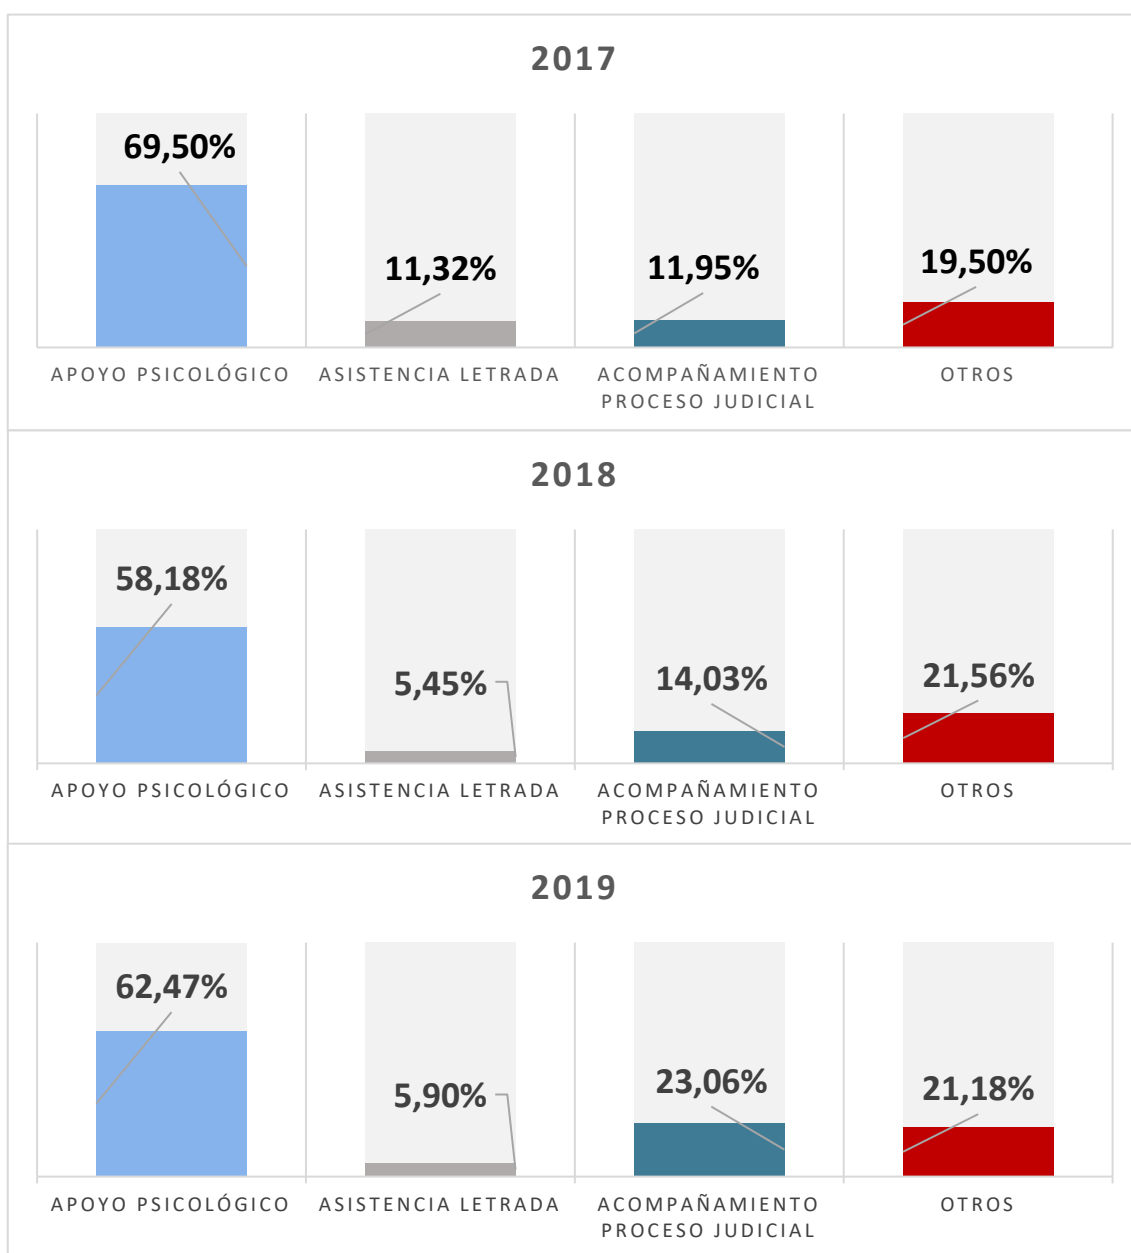 2017
69,50%
11,32%
11,95%
19,50%
APOYO PSICOLÓGICO
ASISTENCIA LETRADA
ACOMPAÑAMIENTO
PROCESO JUDICIAL
OTROS
2018
58,18%
5,45%
14,03%
21,56%
APOYO PSICOLÓGICO
ASISTENCIA LETRADA
ACOMPAÑAMIENTO
PROCESO JUDICIAL
OTROS
2019
62,47%
5,90%
23,06%
21,18%
APOYO PSICOLÓGICO
ASISTENCIA LETRADA
ACOMPAÑAMIENTO
PROCESO JUDICIAL
OTROS